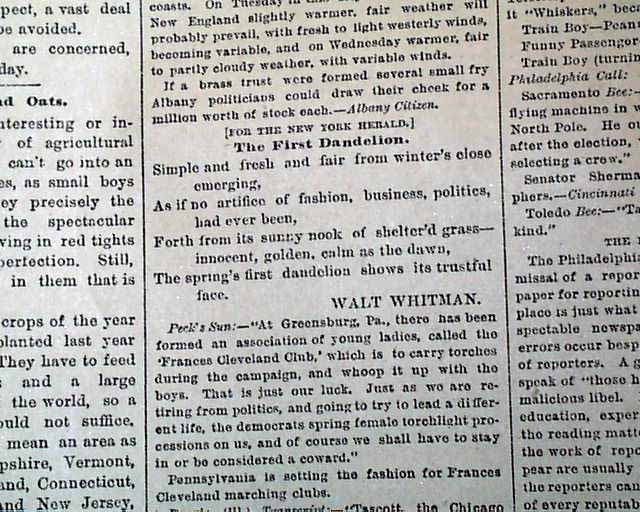 pect, a vast deal
be avoided.
are concerned,
day.
nd Oats.
nteresting or in-
of agricultural
can't go into an
es, as small boys
ey precisely the
the spectacular
ving in red tights
perfection. Still,
in them that is
crops of the year
planted last year
They have to feed
and a large
the world, so a
ould not suffice.
mean an area as
pshire, Vermont,
and, Connecticut,
and New Jersey,
coasts. On Tuesday in
New England slightly warmer, fair weather will
probably prevail, with fresh to light westerly winds,
becoming variable, and on Wednesday warmer, fair
to partly cloudy weather, with variable winds.
If a brass trust were formed several small fry
Albany politicians could draw their cheek for a
million worth of stock each.—Albany Citizen.
[FOR THE NEW YORK HERALD.]
The First Dandelion.
Simple and fresh and fair from winter's close
emerging,
As if no artifice of fashion, business, politics,
had ever been,
Forth from its sunny nook of shelter'd grass—
innocent, golden, calm as the dawn,
The spring's first dandelion shows its trustful
face.
WALT WHITMAN.
Peck's Sun:—"At Greensburg, Pa., there has been
formed an association of young ladies, called the
'Frances Cleveland Club,' which is to carry torches
during the campaign, and whoop it up with the
boys. That is just our luck. Just as we are re-
tiring from politics, and going to try to lead a differ-
ent life, the democrats spring female torchlight pro-
cessions on us, and of course we shall have to stay
in or be considered a coward."
Pennsylvania is setting the fashion for Frances
Cleveland marching clubs.
Transcript:—"Tascott, the Chicago
it "Whiskers," beca
Train Boy—Pean
Funny Passenger
Train Boy (turnin
Philadelphia Call:
Sacramento Bee:—
flying machine in w
North Pole. He ou
after the election,
selecting a crew."
Senator Sherma
phers.—Cincinnati
Toledo Bee:—"Ta
kind."
THE
The Philadelphia
missal of a repor
paper for reportin
place is just what
spectable newspa
errors occur besp
of reporters. A g
speak of "those
malicious libel.
education, exper
the reading matte
the work of repo
pear are usually
the reporters can
of every reputab